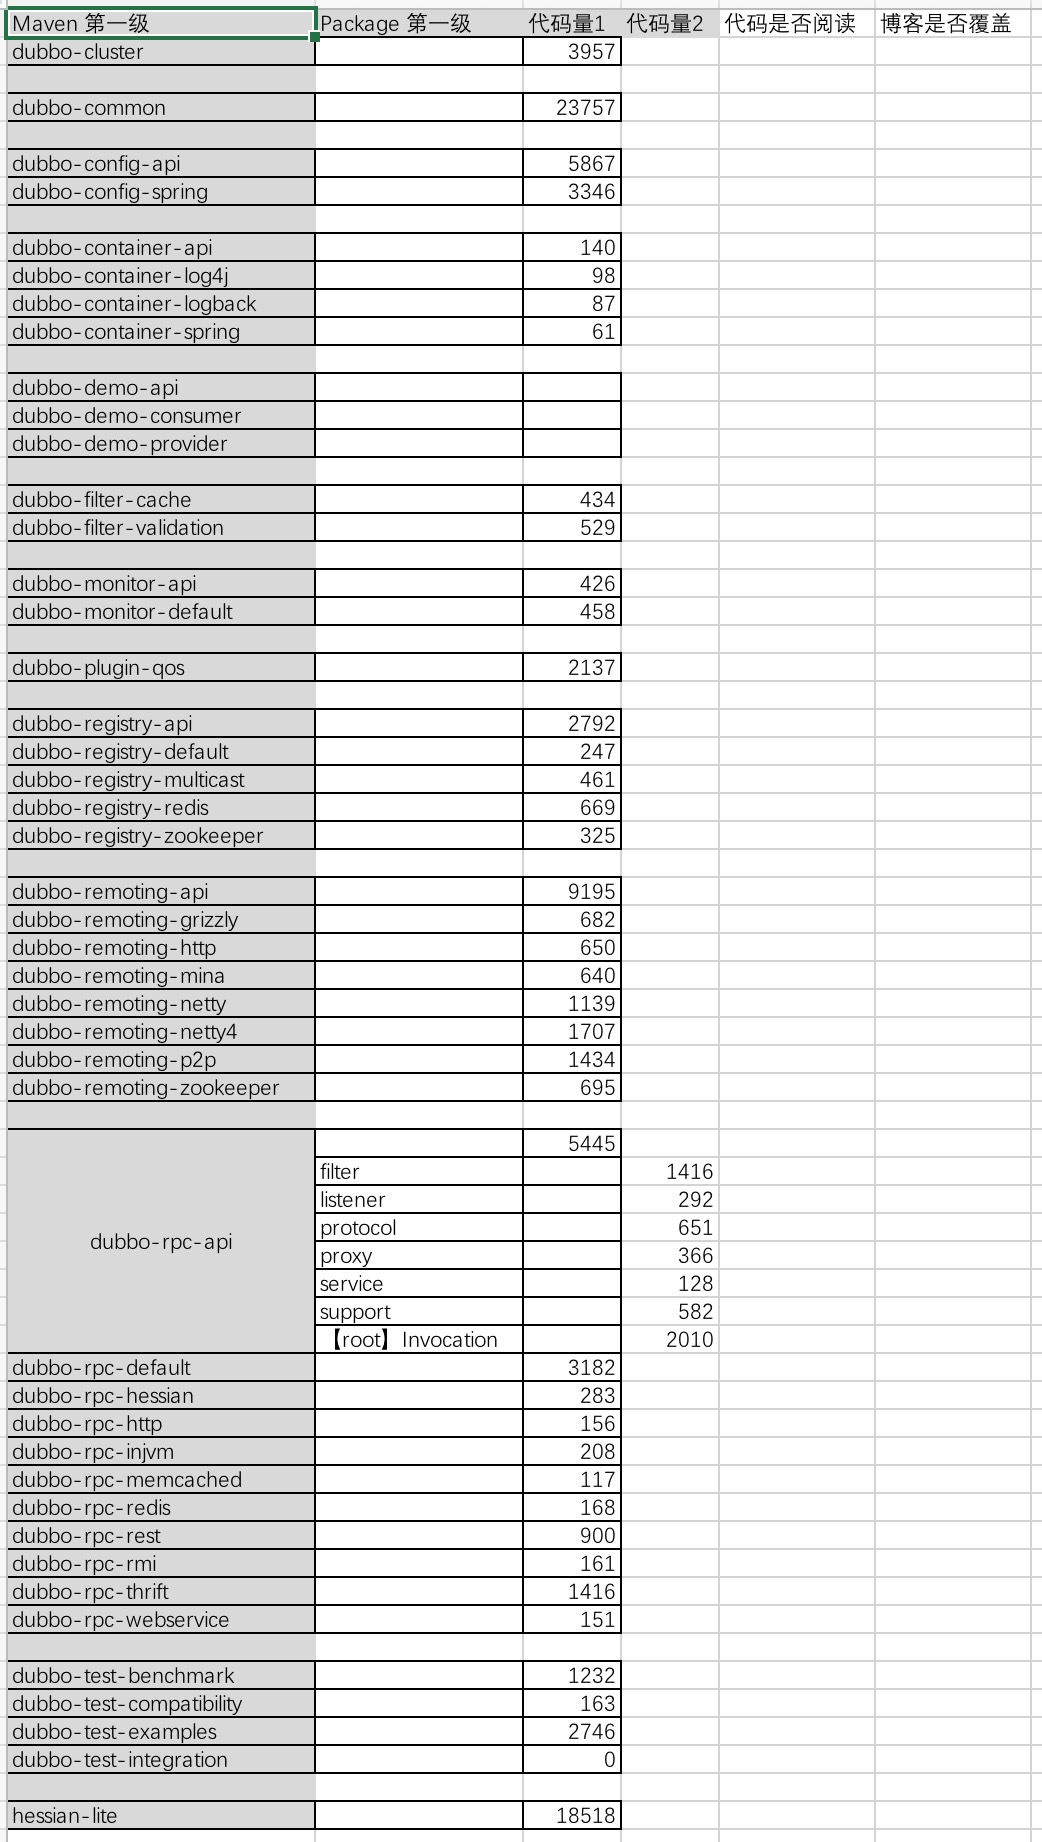 Maven 第一级 Package 第一级 代码量1 代码量2 代码是否阅读 博客是否覆盖
dubbo-cluster 3957
dubbo-common 23757
dubbo-config-api 5867
dubbo-config-spring 3346
dubbo-container-api 140
dubbo-container-log4j 98
dubbo-container-logback 87
dubbo-container-spring 61
dubbo-demo-api
dubbo-demo-consumer
dubbo-demo-provider
dubbo-filter-cache 434
dubbo-filter-validation 529
dubbo-monitor-api 426
dubbo-monitor-default 458
dubbo-plugin-qos 2137
dubbo-registry-api 2792
dubbo-registry-default 247
dubbo-registry-multicast 461
dubbo-registry-redis 669
dubbo-registry-zookeeper 325
dubbo-remoting-api 9195
dubbo-remoting-grizzly 682
dubbo-remoting-http 650
dubbo-remoting-mina 640
dubbo-remoting-netty 1139
dubbo-remoting-netty4 1707
dubbo-remoting-p2p 1434
dubbo-remoting-zookeeper 695
5445
filter 1416
listener 292
protocol 651
dubbo-rpc-api
proxy 366
service 128
support 582
【root】Invocation 2010
dubbo-rpc-default 3182
dubbo-rpc-hessian 283
dubbo-rpc-http 156
dubbo-rpc-injvm 208
dubbo-rpc-memcached 117
dubbo-rpc-redis 168
dubbo-rpc-rest 900
dubbo-rpc-rmi 161
dubbo-rpc-thrift 1416
dubbo-rpc-webservice 151
dubbo-test-benchmark 1232
dubbo-test-compatibility 163
dubbo-test-examples 2746
dubbo-test-integration 0
hessian-lite 18518